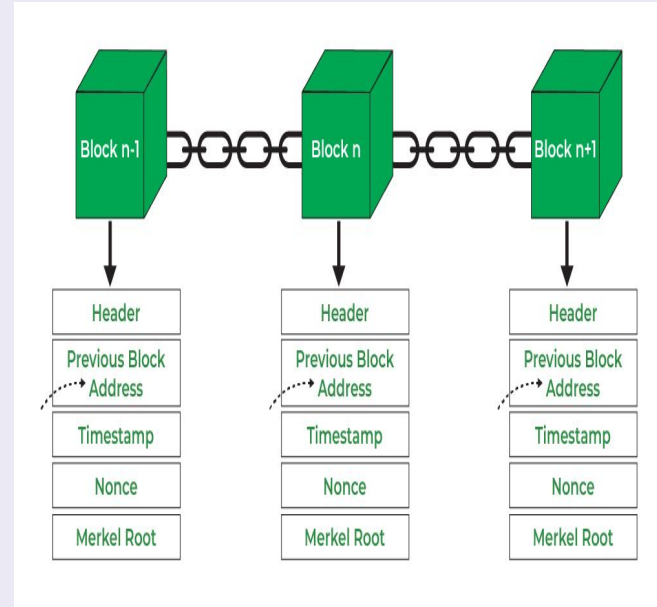 Block n-1
Block n
Block n+1
Header
Previous Block
Address
Timestamp
Nonce
Merkel Root
Header
Previous Block
Address
Timestamp
Nonce
Merkel Root
Header
Previous Block
Address
Timestamp
Nonce
Merkel Root